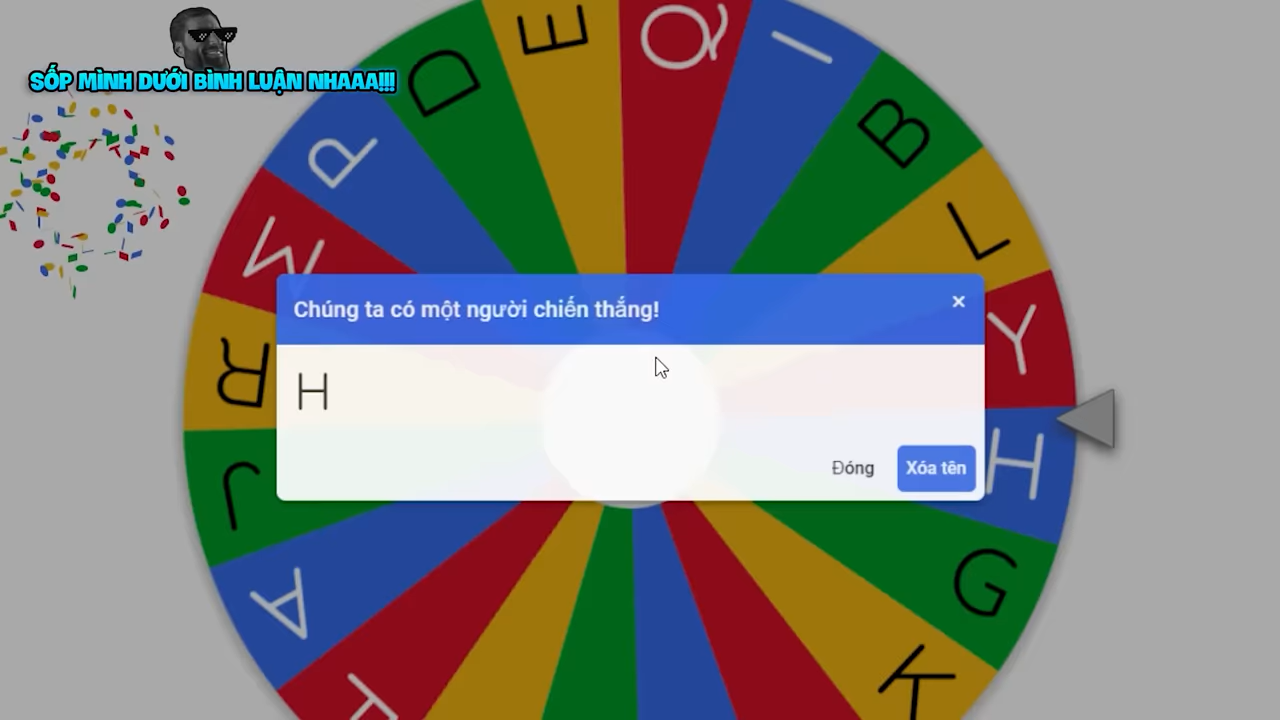 SỐP MÌNH DƯỚI BÌNH LUẬN NHAAA!!!
E
Q
I
D
B
P
L
M
Y
Chúng ta có một người chiến thắng!
×
R
H
Đóng
Xóa tên
H
J
G
A
K